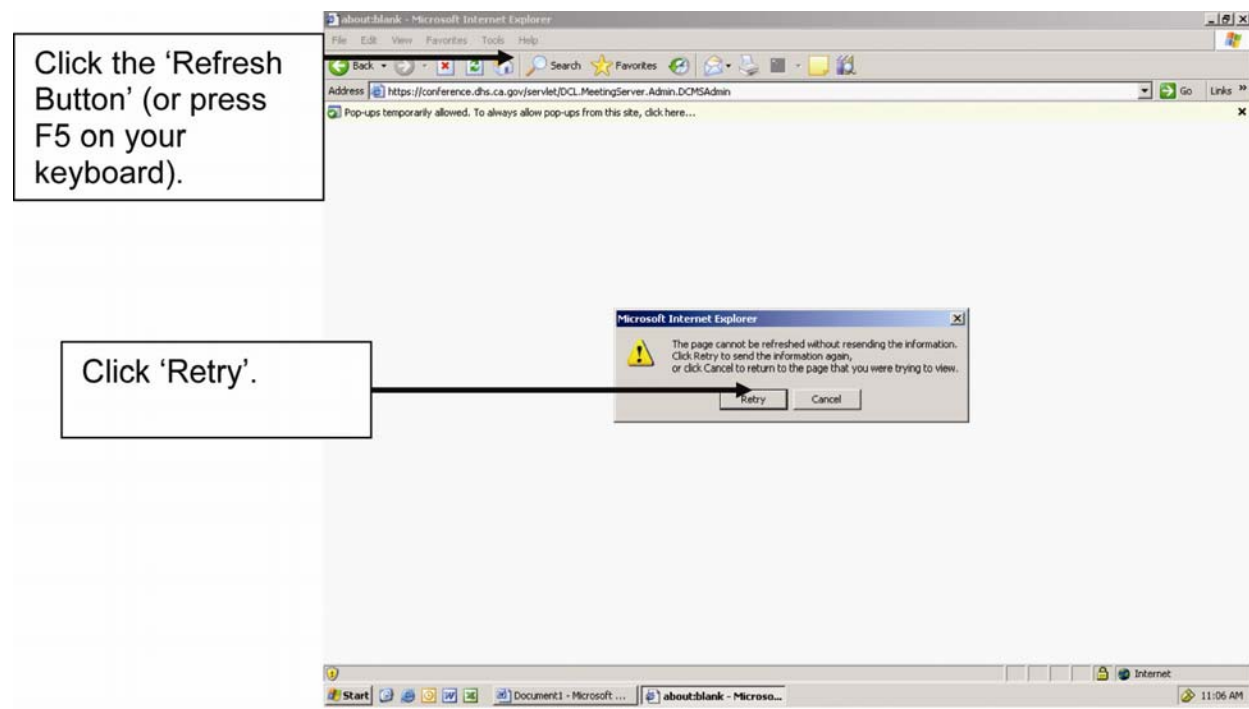 about:blank - Microsoft Internet Explorer
File Edit View Favorites Tools Help
Back Search Favorites
Address https://conference.dhs.ca.gov/servlet/DCL.MeetingServer.Admin.DCMSAdmin Go Links »
Pop-ups temporarily allowed. To always allow pop-ups from this site, click here...
Click the ‘Refresh
Button’ (or press
F5 on your
keyboard).
Microsoft Internet Explorer
The page cannot be refreshed without resending the information.
Click Retry to send the information again,
or click Cancel to return to the page that you were trying to view.
Retry Cancel
Click ‘Retry’.
Internet
Start Document1 - Microsoft ... about:blank - Microso... 11:06 AM